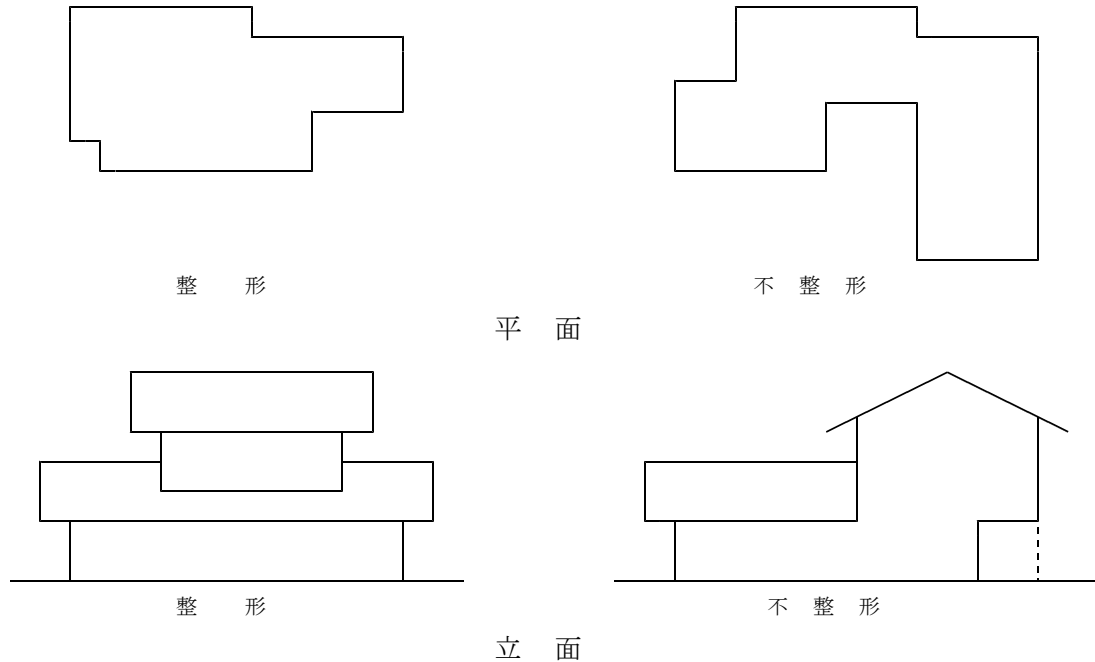 整 形
不 整 形
平 面
整 形
不 整 形
立 面